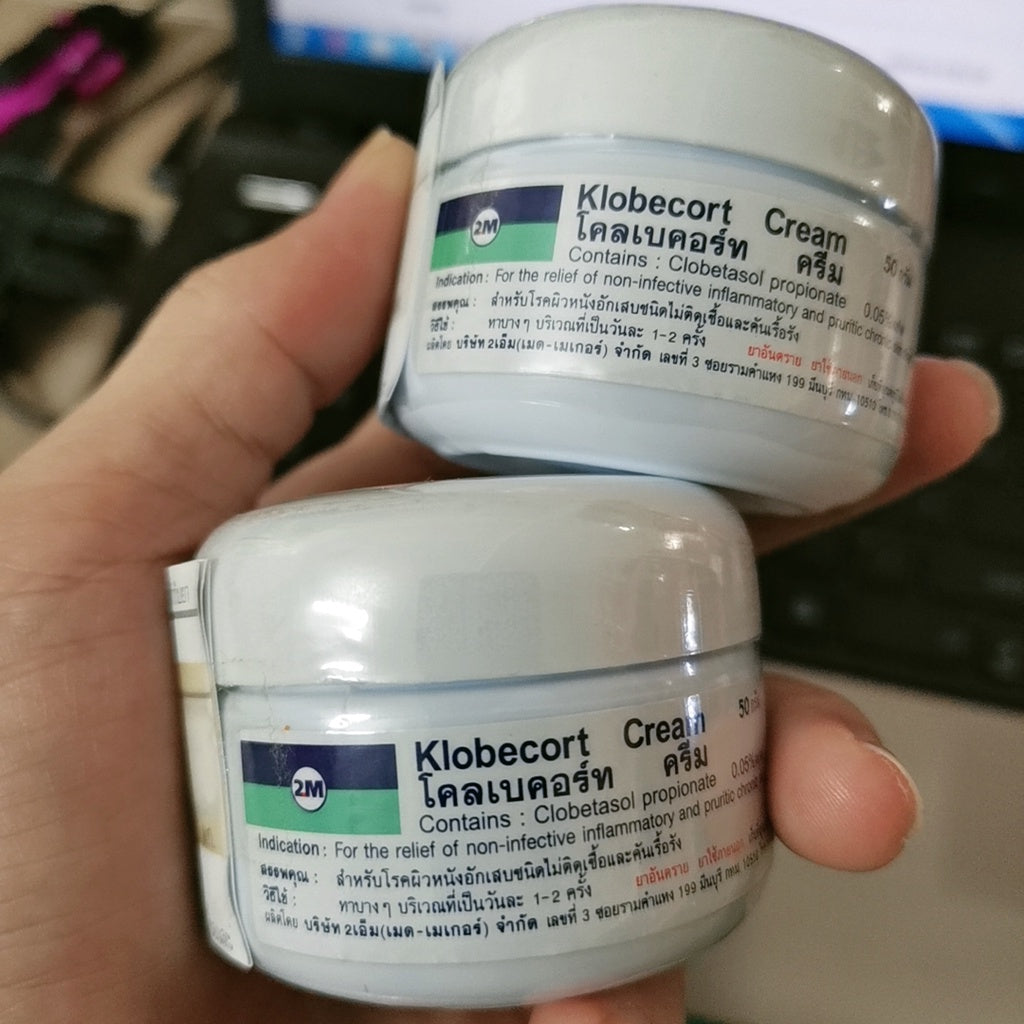 2M
Klobecort Cream
โคลเบคอร์ท ครีม
50 กรัม
Contains : Clobetasol propionate 0.05%
Indication : For the relief of non-infective inflammatory and pruritic chronic
สรรพคุณ : สำหรับโรคผิวหนังอักเสบชนิดไม่ติดเชื้อและคันเรื้อรัง
วิธีใช้ : ทาบางๆ บริเวณที่เป็นวันละ 1-2 ครั้ง
ยาอันตราย ยาใช้ภายนอก
ผลิตโดย บริษัท 2เอ็ม(เมด-เมเกอร์) จำกัด เลขที่ 3 ซอยรามคำแหง 199 มีนบุรี กทม 10510
2M
Klobecort Cream
โคลเบคอร์ท ครีม
50 กรัม
Contains : Clobetasol propionate 0.05%
Indication : For the relief of non-infective inflammatory and pruritic chronic
สรรพคุณ : สำหรับโรคผิวหนังอักเสบชนิดไม่ติดเชื้อและคันเรื้อรัง
วิธีใช้ : ทาบางๆ บริเวณที่เป็นวันละ 1-2 ครั้ง
ยาอันตราย ยาใช้ภายนอก
ผลิตโดย บริษัท 2เอ็ม(เมด-เมเกอร์) จำกัด เลขที่ 3 ซอยรามคำแหง 199 มีนบุรี กทม 10510